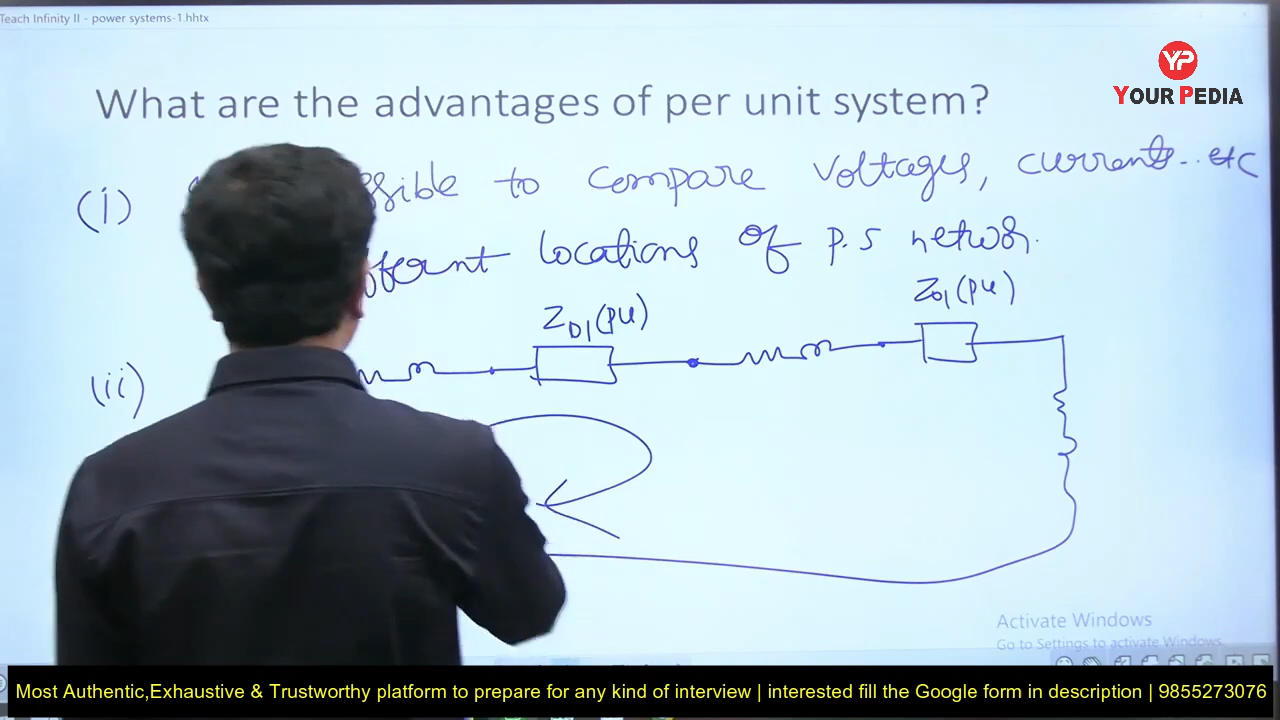 Teach Infinity II - power systems-1.hhtx
YP
YOUR PEDIA
What are the advantages of per unit system?
(i) ssible to compare voltages, currents.. etc
fferent locations of P.S network.
Z01(pu)
Z01(pu)
(ii)
Activate Windows
Go to Settings to activate Windows.
Most Authentic,Exhaustive & Trustworthy platform to prepare for any kind of interview | interested fill the Google form in description | 9855273076